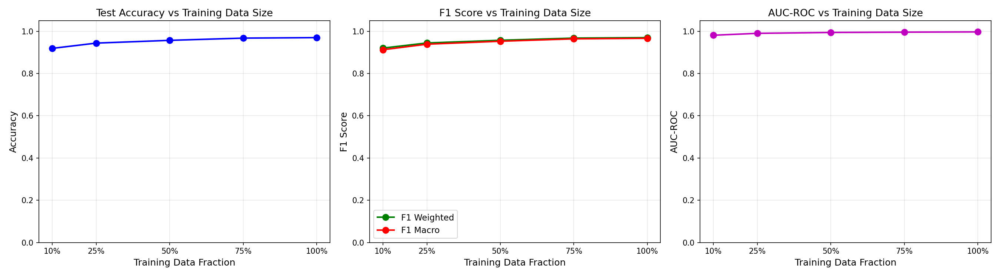 Test Accuracy vs Training Data Size
1.0
0.8
0.6
0.4
0.2
0.0
Accuracy
10% 25% 50% 75% 100%
Training Data Fraction
F1 Score vs Training Data Size
1.0
0.8
0.6
0.4
0.2
0.0
F1 Score
F1 Weighted
F1 Macro
10% 25% 50% 75% 100%
Training Data Fraction
AUC-ROC vs Training Data Size
1.0
0.8
0.6
0.4
0.2
0.0
AUC-ROC
10% 25% 50% 75% 100%
Training Data Fraction